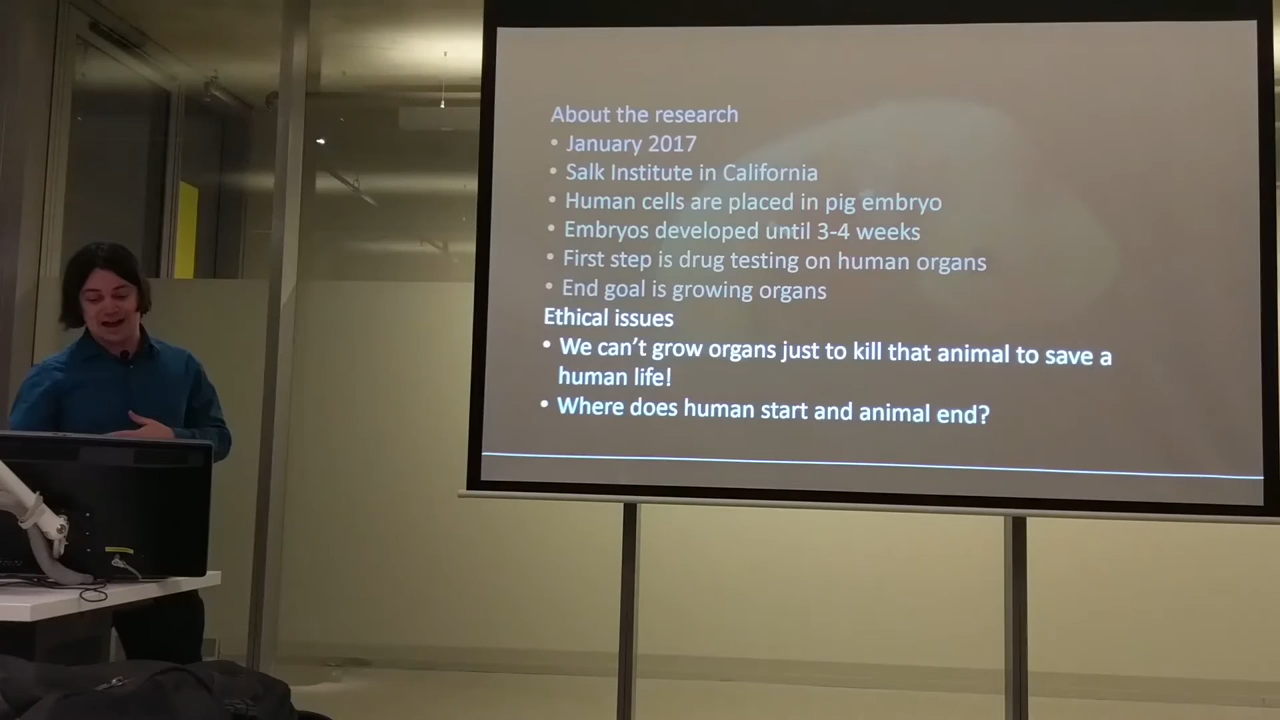 About the research
• January 2017
• Salk Institute in California
• Human cells are placed in pig embryo
• Embryos developed until 3-4 weeks
• First step is drug testing on human organs
• End goal is growing organs
Ethical issues
• We can’t grow organs just to kill that animal to save a
human life!
• Where does human start and animal end?